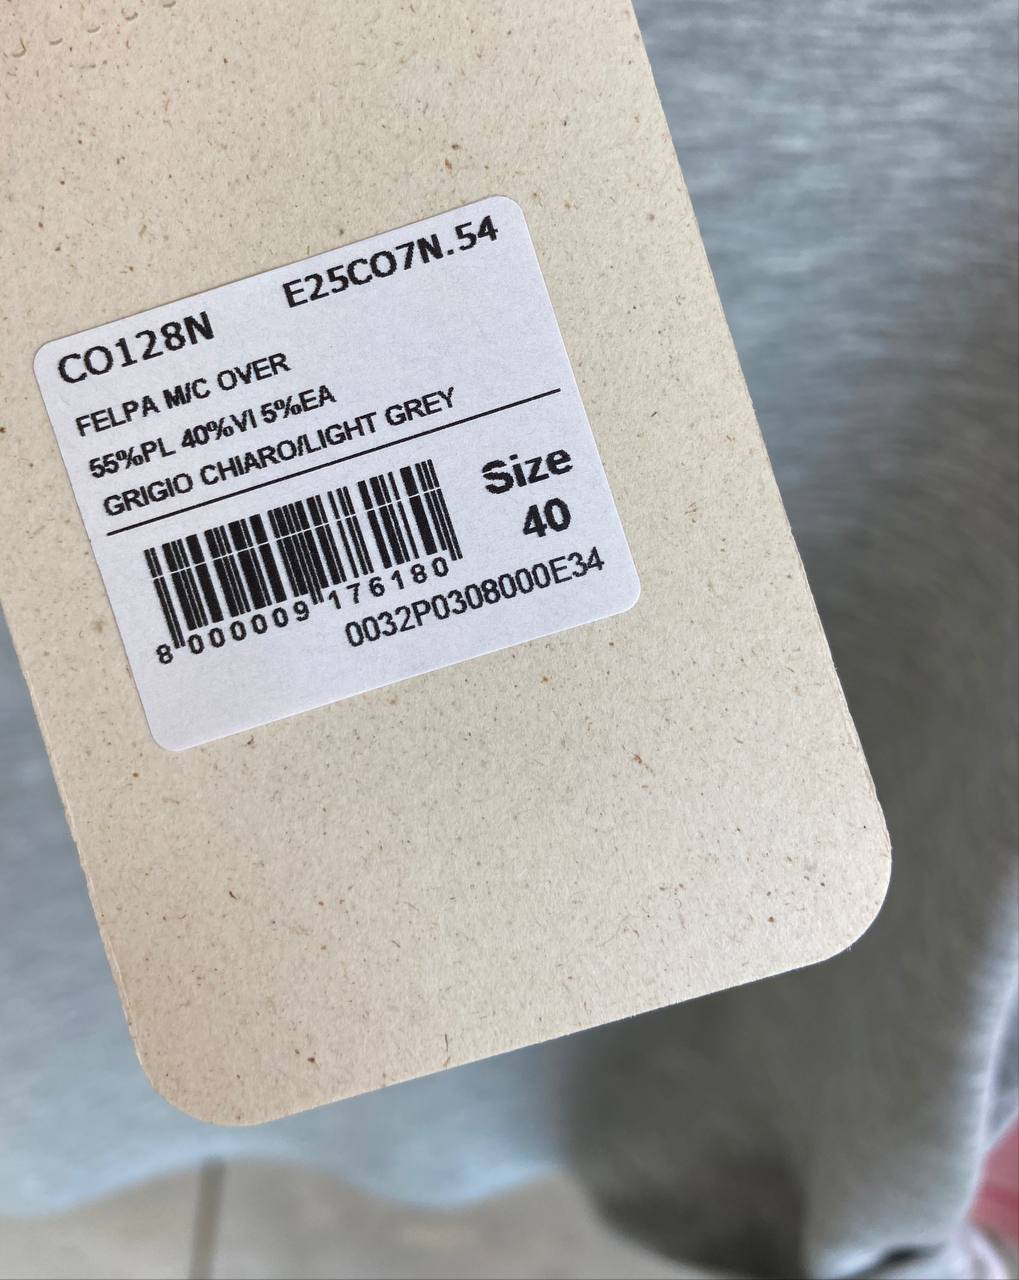 CO128N E25CO7N.54
FELPA M/C OVER
55%PL 40%VI 5%EA
GRIGIO CHIARO/LIGHT GREY
Size
40
8 000009 176180
0032P0308000E34